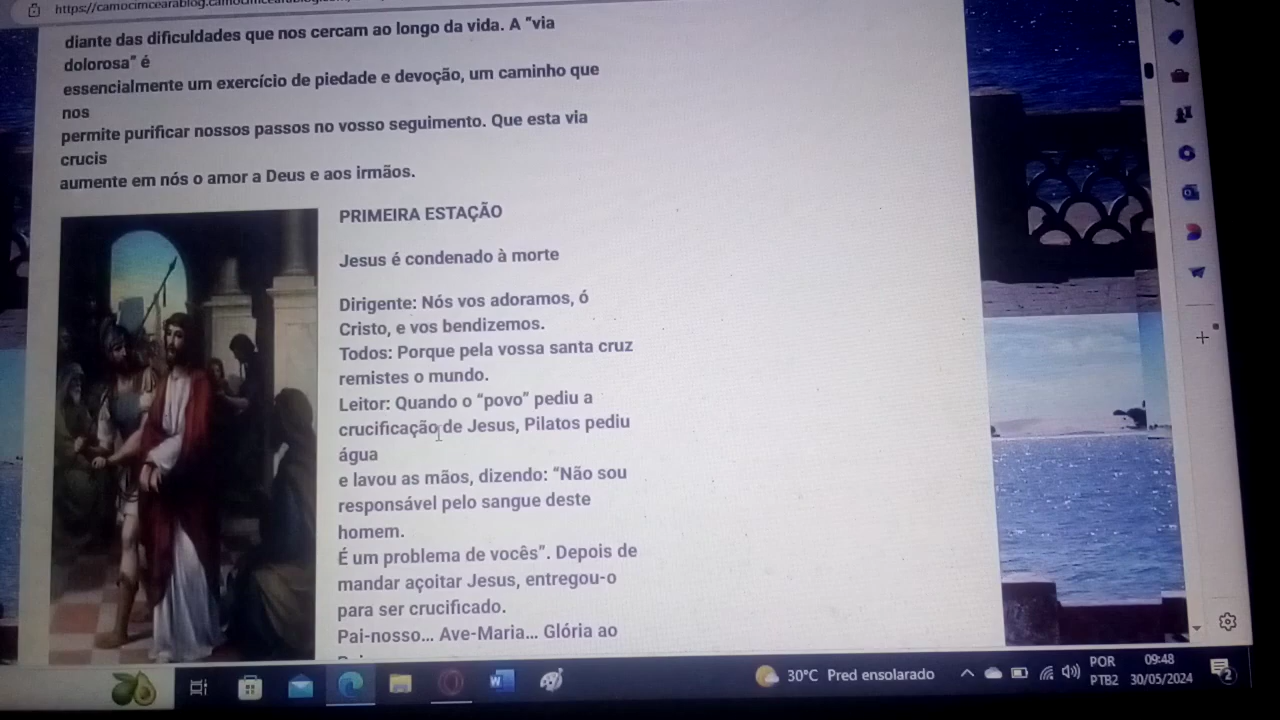 diante das dificuldades que nos cercam ao longo da vida. A “via
dolorosa” é
essencialmente um exercício de piedade e devoção, um caminho que
nos
permite purificar nossos passos no vosso seguimento. Que esta via
crucis
aumente em nós o amor a Deus e aos irmãos.
PRIMEIRA ESTAÇÃO
Jesus é condenado à morte
Dirigente: Nós vos adoramos, ó
Cristo, e vos bendizemos.
Todos: Porque pela vossa santa cruz
remistes o mundo.
Leitor: Quando o “povo” pediu a
crucificação de Jesus, Pilatos pediu
água
e lavou as mãos, dizendo: “Não sou
responsável pelo sangue deste
homem.
É um problema de vocês”. Depois de
mandar açoitar Jesus, entregou-o
para ser crucificado.
Pai-nosso... Ave-Maria... Glória ao
30°C Pred ensolarado
POR
PTB2
09:48
30/05/2024
2